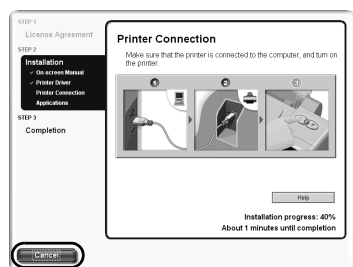 STEP 1
License Agreement
STEP 2
Installation
✓ On-screen Manual
✓ Printer Driver
Printer Connection
Applications
STEP 3
Completion
Cancel
Printer Connection
Make sure that the printer is connected to the computer, and turn on
the printer.
1 2 3
Help
Installation progress: 40%
About 1 minutes until completion